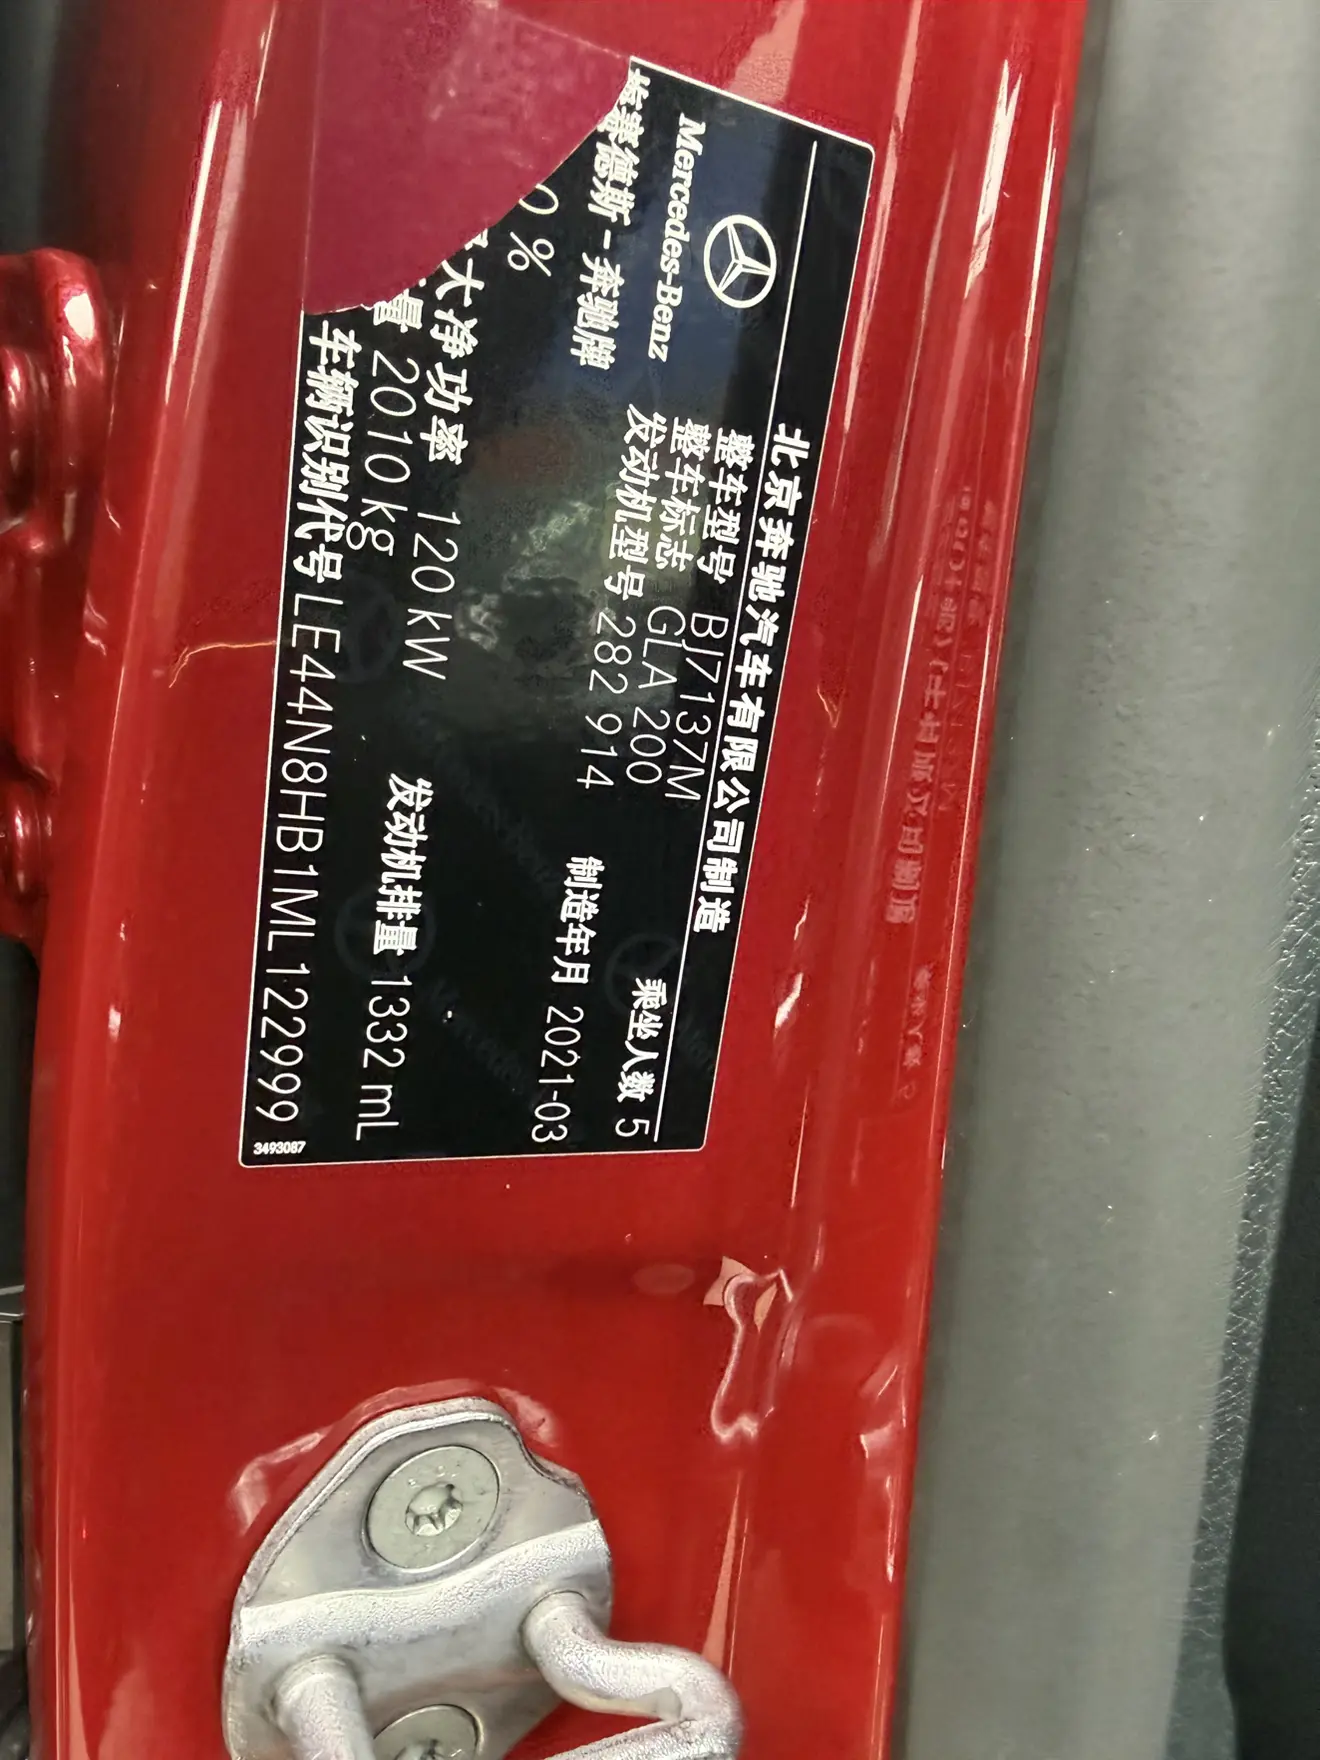 北京奔驰汽车有限公司制造
Mercedes-Benz
梅赛德斯-奔驰牌
整车型号 BJ7137M
整车标志 GLA 200
发动机型号 282 914
乘坐人数 5
制造年月 2021-03
0 %
大净功率 120 kW
量 2010 kg
发动机排量 1332 mL
车辆识别代号 LE44N8HB1ML122999
3493087